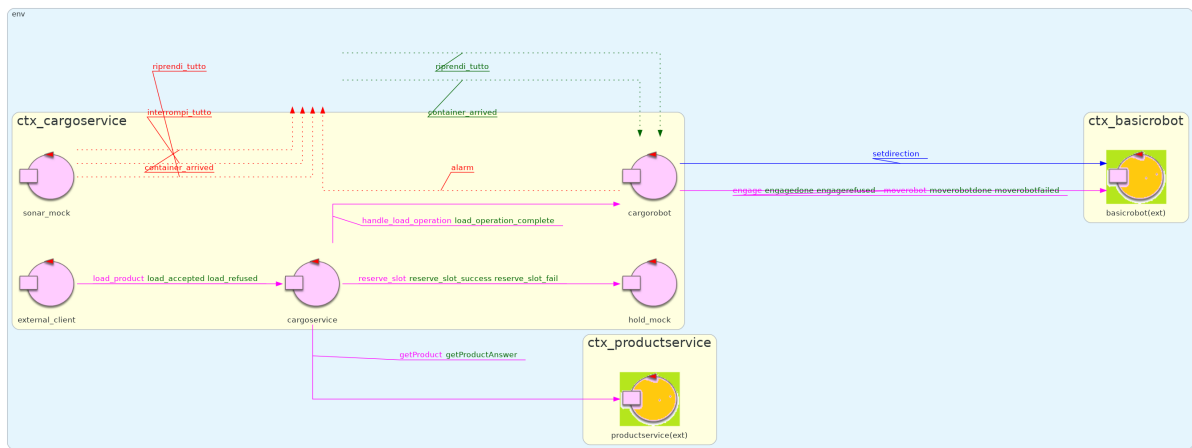 env
riprendi_tutto
riprendi_tutto
interrompi_tutto
container_arrived
ctx_cargoservice
ctx_basicrobot
setdirection
container_arrived
alarm
engage engagedone engagerefused moverobot moverobotdone moverobotfailed
sonar_mock
cargorobot
basicrobot(ext)
handle_load_operation load_operation_complete
load_product load_accepted load_refused
reserve_slot reserve_slot_success reserve_slot_fail
external_client
cargoservice
hold_mock
ctx_productservice
getProduct getProductAnswer
productservice(ext)